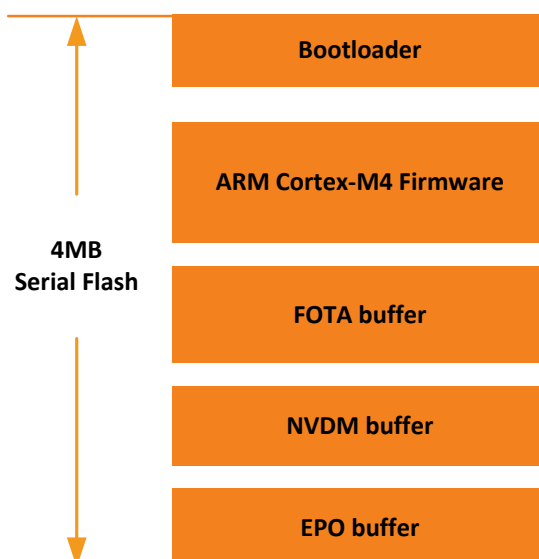 Bootloader
ARM Cortex-M4 Firmware
4MB
Serial Flash
FOTA buffer
NVDM buffer
EPO buffer